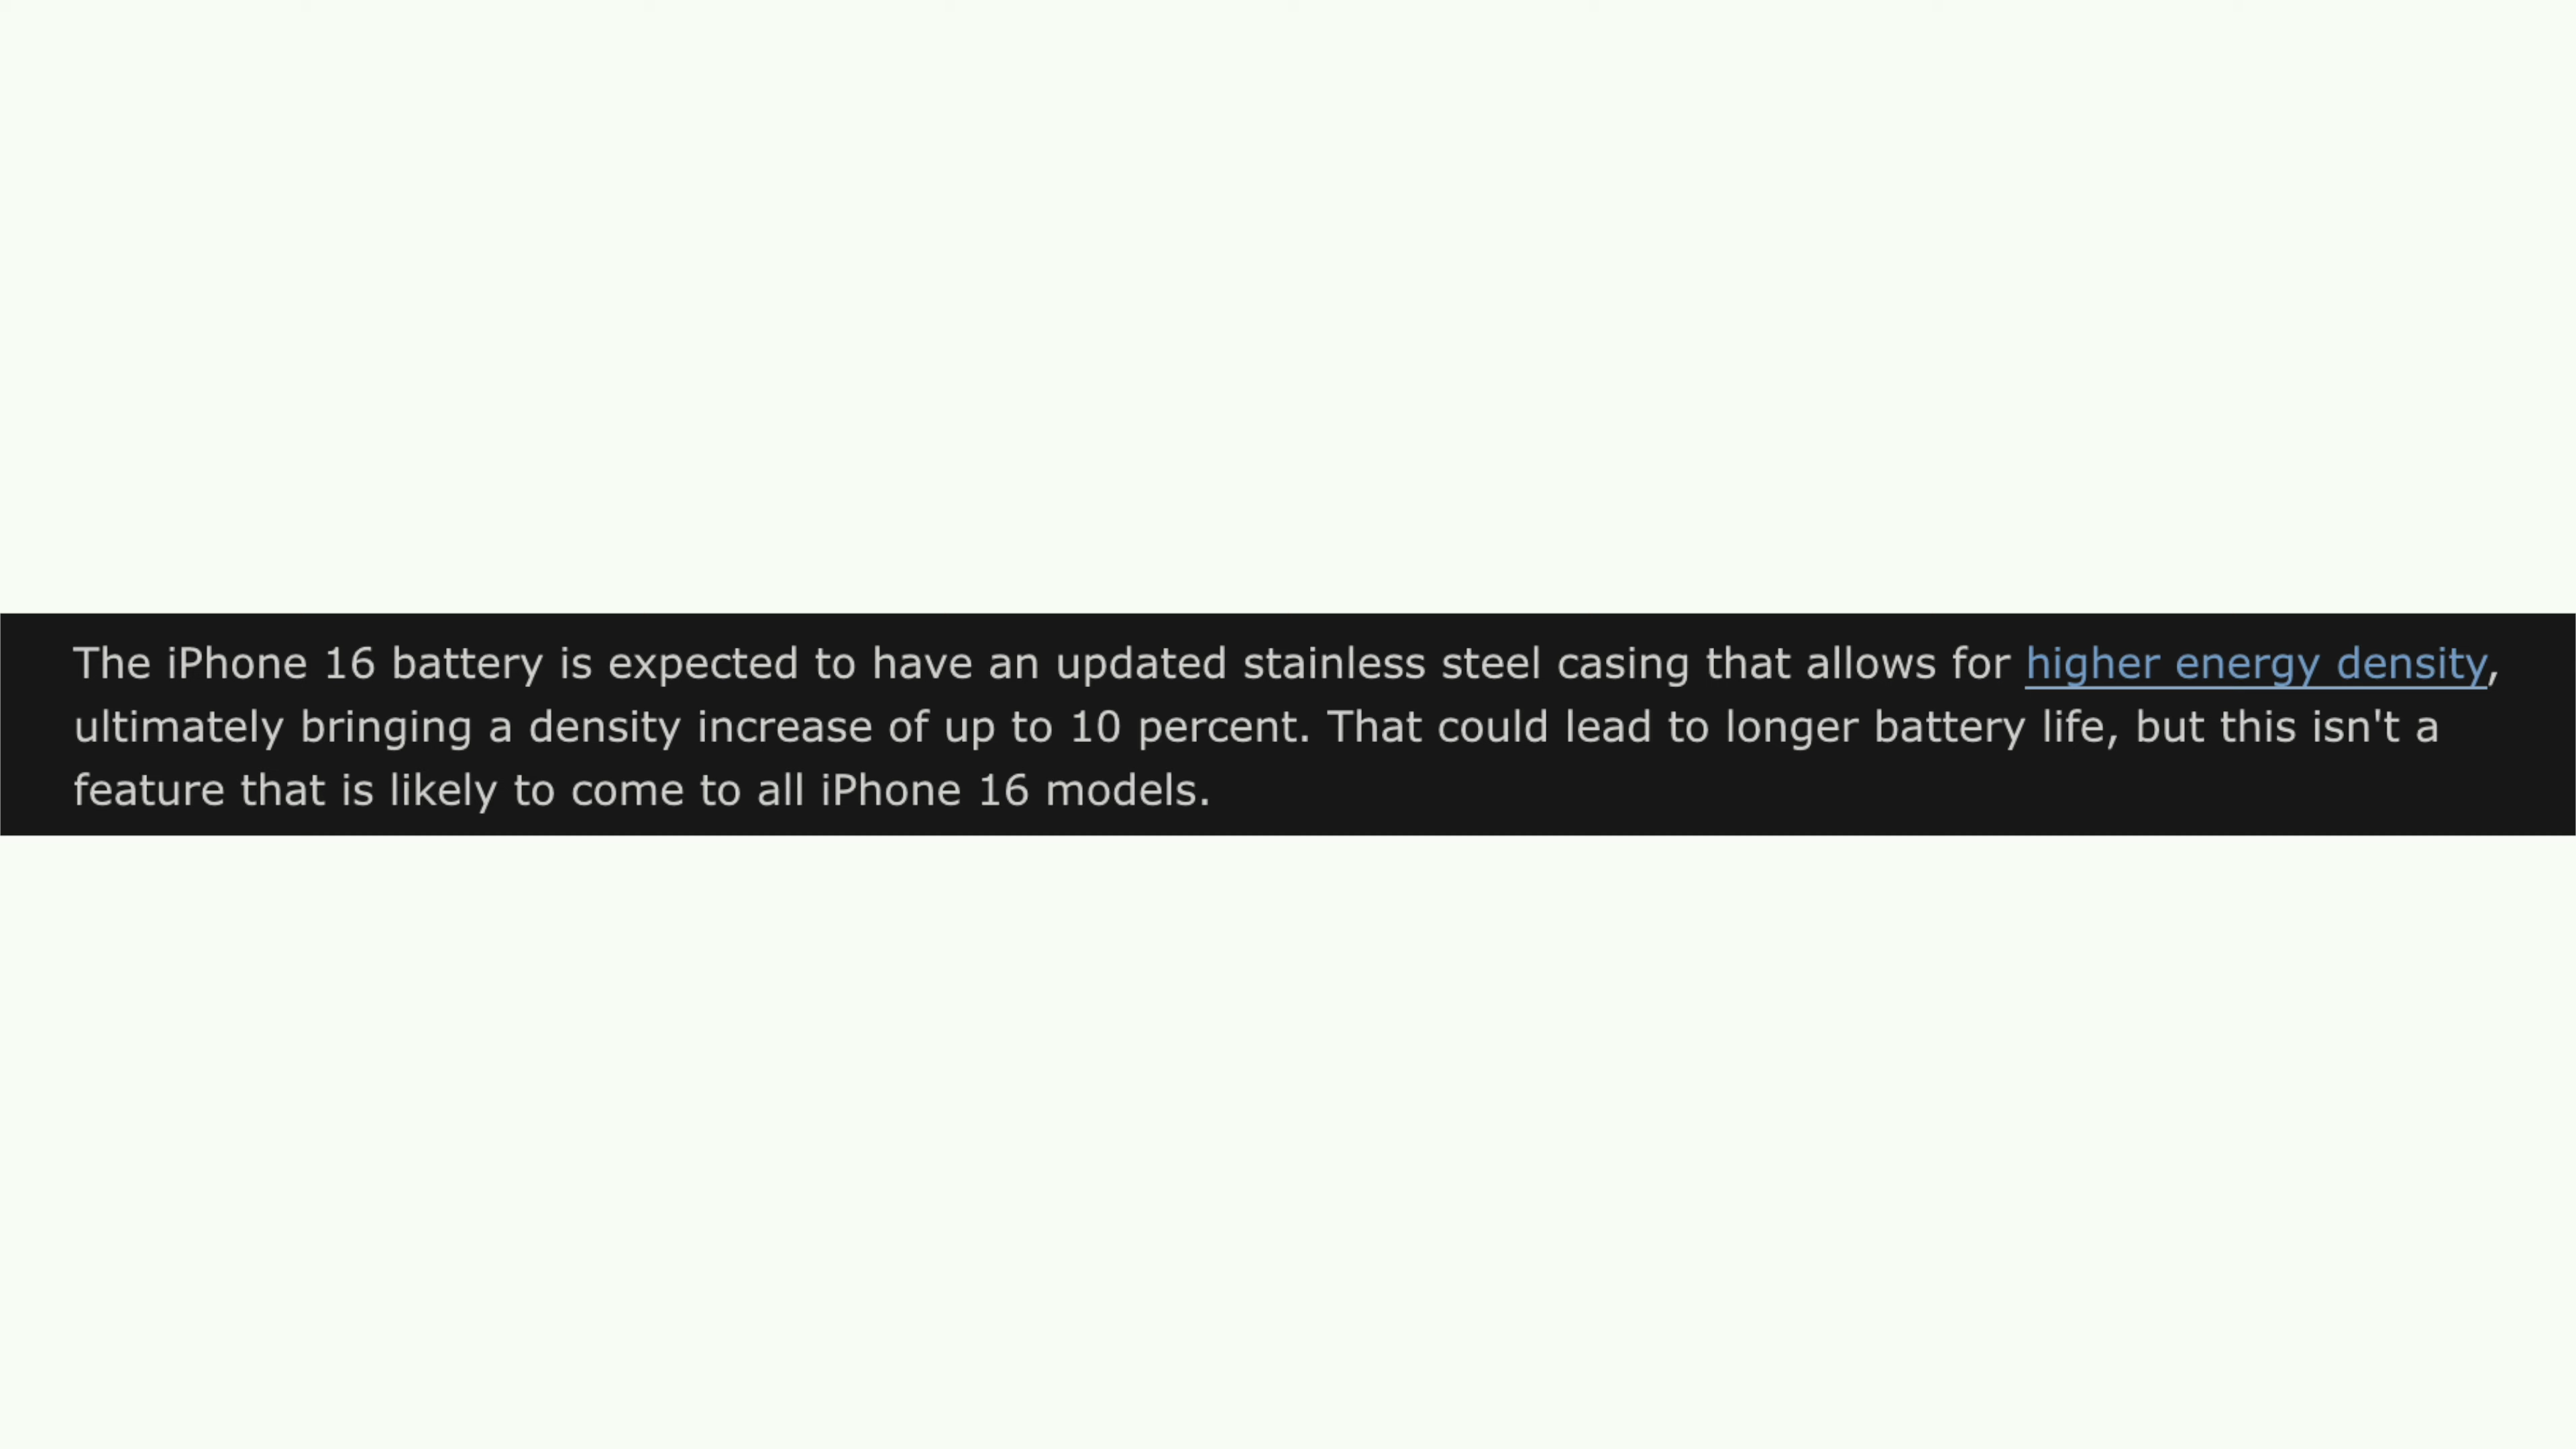 The iPhone 16 battery is expected to have an updated stainless steel casing that allows for higher energy density,
ultimately bringing a density increase of up to 10 percent. That could lead to longer battery life, but this isn't a
feature that is likely to come to all iPhone 16 models.